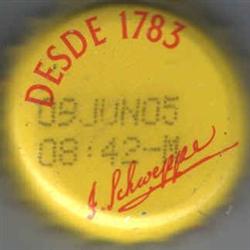 DESDE 1783
09JUN05
08:42-M
J. Schweppe